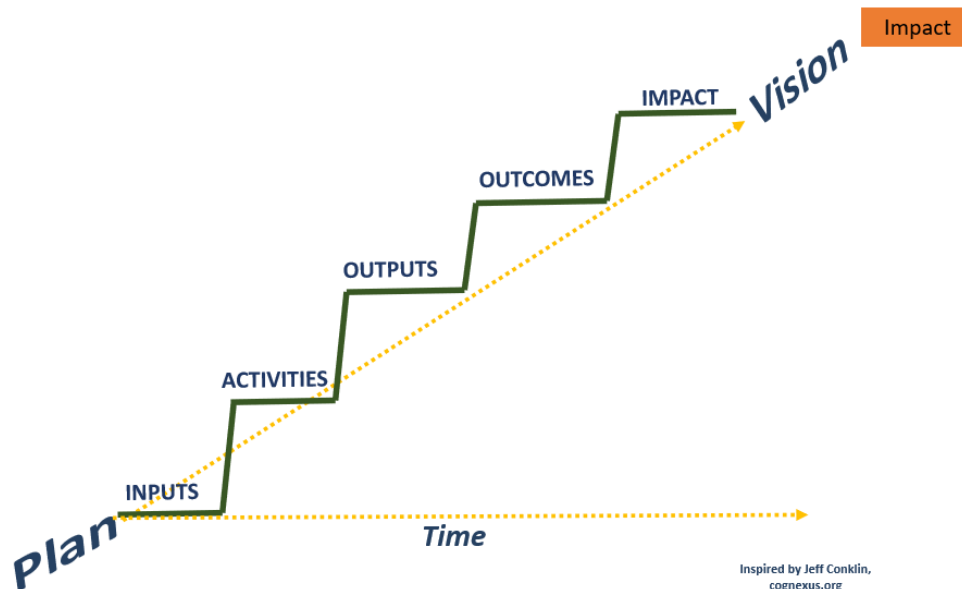 Impact
Vision
IMPACT
OUTCOMES
OUTPUTS
ACTIVITIES
INPUTS
Plan
Time
Inspired by Jeff Conklin,
cognexus.org